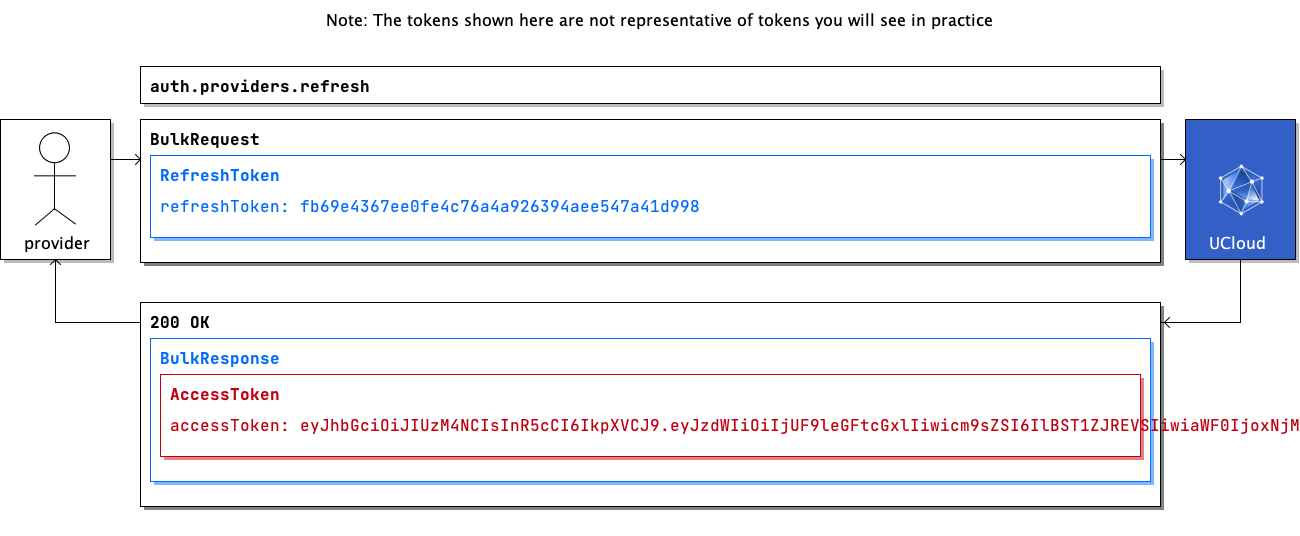 Note: The tokens shown here are not representative of tokens you will see in practice
auth.providers.refresh
BulkRequest
RefreshToken
refreshToken: fb69e4367ee0fe4c76a4a926394aee547a41d998
provider
UCloud
200 OK
BulkResponse
AccessToken
accessToken: eyJhbGciOiJIUzM4NCIsInR5cCI6IkpXVCJ9.eyJzdWIiOiIjUF9leGFtcGxlIiwicm9sZSI6IlBST1ZJREVSIiwiaWF0IjoxNjM